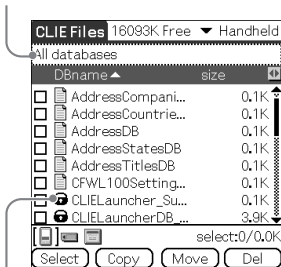 CLIE Files 16093K Free ▼ Handheld
All databases
DBname▲ size
AddressCompani... 0.1K
AddressCountrie... 0.1K
AddressDB 0.1K
AddressStatesDB 0.1K
AddressTitlesDB 0.1K
CFWL100Setting... 0.1K
CLIELauncher_Su... 0.1K
CLIELauncherDB_... 3.9K
select:0/0.0K
Select Copy Move Del